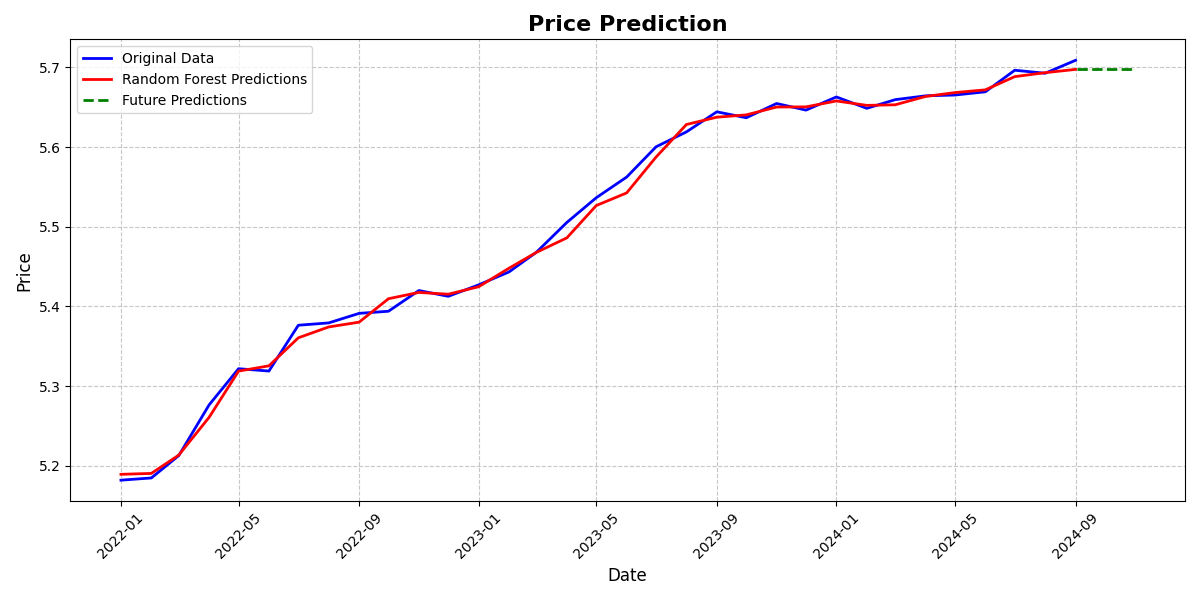 Price Prediction
Original Data
Random Forest Predictions
Future Predictions
Price
5.7
5.6
5.5
5.4
5.3
5.2
2022-01
2022-05
2022-09
2023-01
2023-05
2023-09
2024-01
2024-05
2024-09
Date